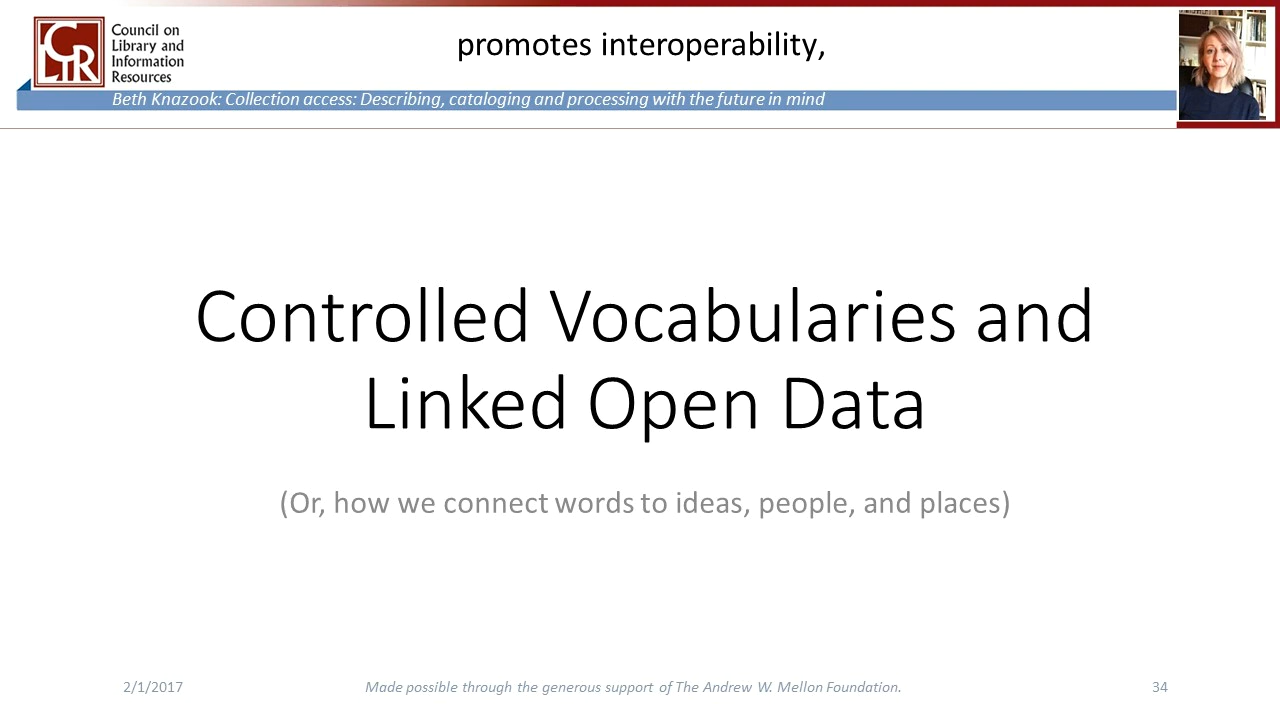 CLIR
Council on
Library and
Information
Resources
promotes interoperability,
Beth Knazook: Collection access: Describing, cataloging and processing with the future in mind
Controlled Vocabularies and
Linked Open Data
(Or, how we connect words to ideas, people, and places)
2/1/2017
Made possible through the generous support of The Andrew W. Mellon Foundation.
34